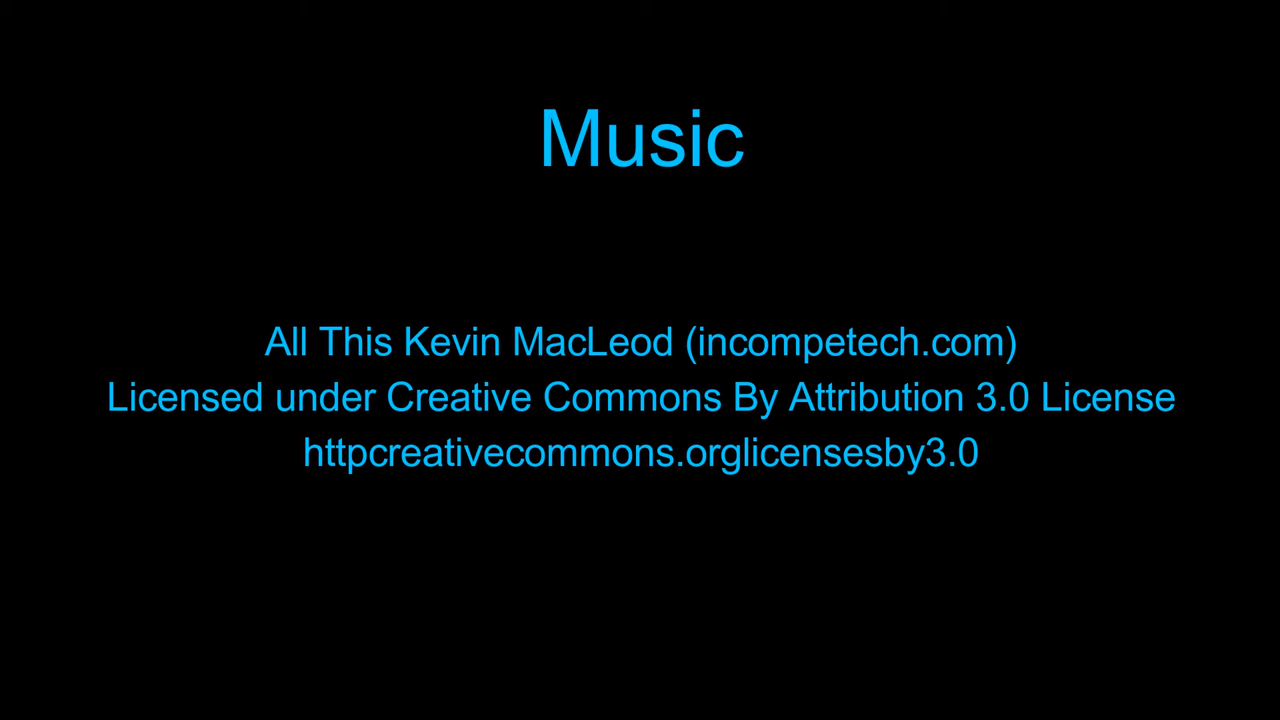 Music
All This Kevin MacLeod (incompetech.com)
Licensed under Creative Commons By Attribution 3.0 License
httpcreativecommons.orglicensesby3.0